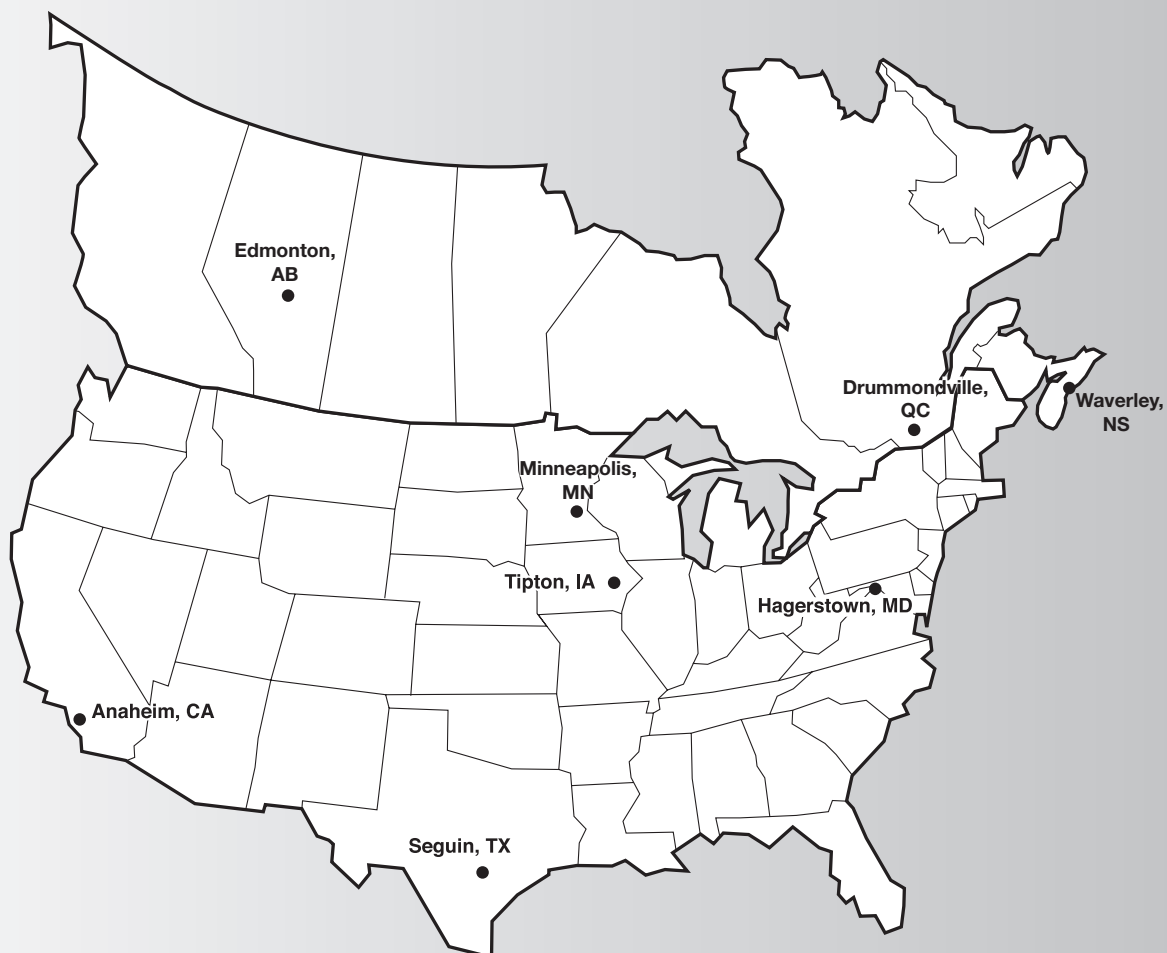 Edmonton,
AB
Drummondville,
QC
Waverley,
NS
Minneapolis,
MN
Tipton, IA
Hagerstown, MD
Anaheim, CA
Seguin, TX